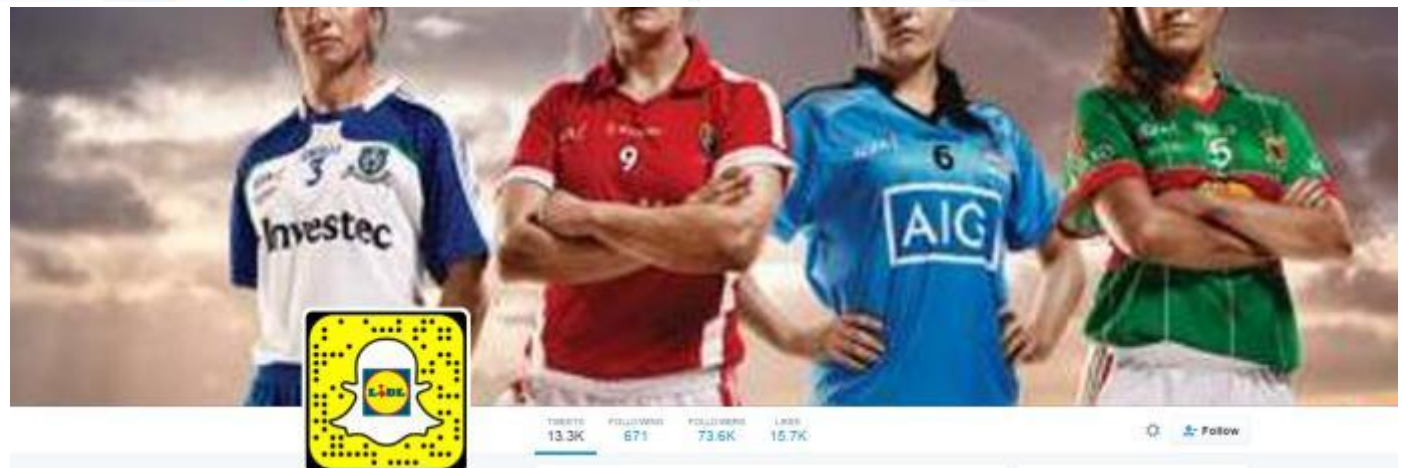 3
Investec
9
6
AIG
5
LIDL
TWEETS FOLLOWING FOLLOWERS LIKES
13.3K 671 73.6K 15.7K
Follow